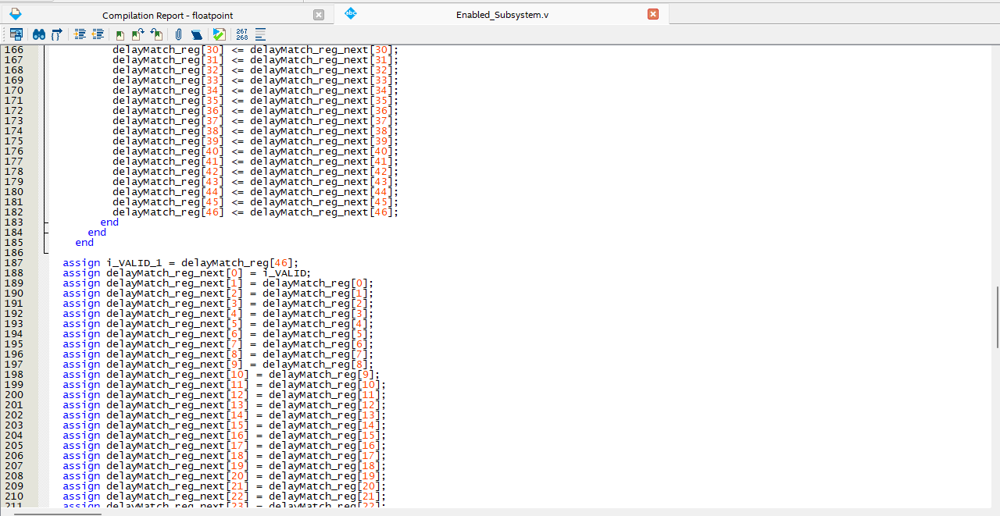 Compilation Report - floatpoint
abc Enabled_Subsystem.v
267
268
166 delayMatch_reg[30] <= delayMatch_reg_next[30];
167 delayMatch_reg[31] <= delayMatch_reg_next[31];
168 delayMatch_reg[32] <= delayMatch_reg_next[32];
169 delayMatch_reg[33] <= delayMatch_reg_next[33];
170 delayMatch_reg[34] <= delayMatch_reg_next[34];
171 delayMatch_reg[35] <= delayMatch_reg_next[35];
172 delayMatch_reg[36] <= delayMatch_reg_next[36];
173 delayMatch_reg[37] <= delayMatch_reg_next[37];
174 delayMatch_reg[38] <= delayMatch_reg_next[38];
175 delayMatch_reg[39] <= delayMatch_reg_next[39];
176 delayMatch_reg[40] <= delayMatch_reg_next[40];
177 delayMatch_reg[41] <= delayMatch_reg_next[41];
178 delayMatch_reg[42] <= delayMatch_reg_next[42];
179 delayMatch_reg[43] <= delayMatch_reg_next[43];
180 delayMatch_reg[44] <= delayMatch_reg_next[44];
181 delayMatch_reg[45] <= delayMatch_reg_next[45];
182 delayMatch_reg[46] <= delayMatch_reg_next[46];
183 end
184 end
185 end
186
187 assign i_VALID_1 = delayMatch_reg[46];
188 assign delayMatch_reg_next[0] = i_VALID;
189 assign delayMatch_reg_next[1] = delayMatch_reg[0];
190 assign delayMatch_reg_next[2] = delayMatch_reg[1];
191 assign delayMatch_reg_next[3] = delayMatch_reg[2];
192 assign delayMatch_reg_next[4] = delayMatch_reg[3];
193 assign delayMatch_reg_next[5] = delayMatch_reg[4];
194 assign delayMatch_reg_next[6] = delayMatch_reg[5];
195 assign delayMatch_reg_next[7] = delayMatch_reg[6];
196 assign delayMatch_reg_next[8] = delayMatch_reg[7];
197 assign delayMatch_reg_next[9] = delayMatch_reg[8];
198 assign delayMatch_reg_next[10] = delayMatch_reg[9];
199 assign delayMatch_reg_next[11] = delayMatch_reg[10];
200 assign delayMatch_reg_next[12] = delayMatch_reg[11];
201 assign delayMatch_reg_next[13] = delayMatch_reg[12];
202 assign delayMatch_reg_next[14] = delayMatch_reg[13];
203 assign delayMatch_reg_next[15] = delayMatch_reg[14];
204 assign delayMatch_reg_next[16] = delayMatch_reg[15];
205 assign delayMatch_reg_next[17] = delayMatch_reg[16];
206 assign delayMatch_reg_next[18] = delayMatch_reg[17];
207 assign delayMatch_reg_next[19] = delayMatch_reg[18];
208 assign delayMatch_reg_next[20] = delayMatch_reg[19];
209 assign delayMatch_reg_next[21] = delayMatch_reg[20];
210 assign delayMatch_reg_next[22] = delayMatch_reg[21];
211 assign delayMatch_reg_next[23] = delayMatch_reg[22];